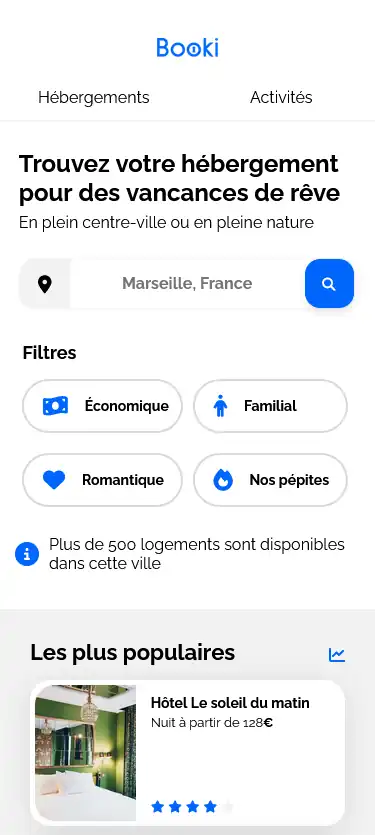 Booki
Hébergements
Activités
Trouvez votre hébergement
pour des vancances de rêve
En plein centre-ville ou en pleine nature
Marseille, France
Filtres
Économique
Familial
Romantique
Nos pépites
Plus de 500 logements sont disponibles
dans cette ville
Les plus populaires
Hôtel Le soleil du matin
Nuit à partir de 128€